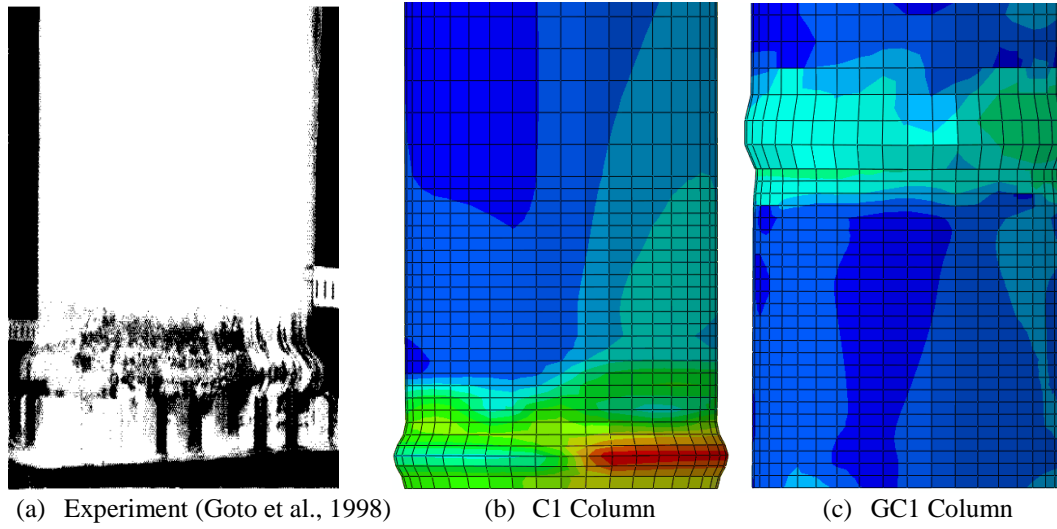 (a) Experiment (Goto et al., 1998)
(b) C1 Column
(c) GC1 Column